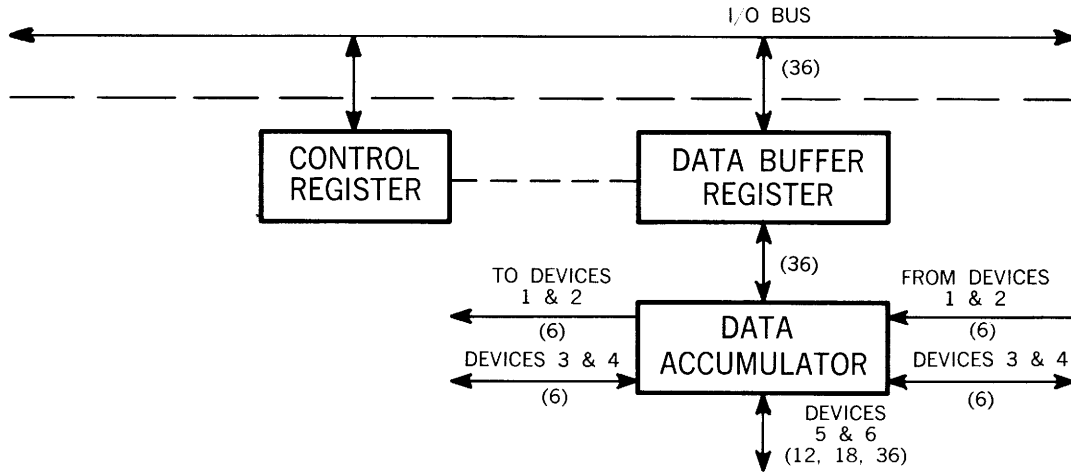 I/O BUS
(36)
CONTROL
REGISTER
DATA BUFFER
REGISTER
(36)
TO DEVICES
1 & 2
(6)
FROM DEVICES
1 & 2
(6)
DATA
ACCUMULATOR
DEVICES 3 & 4
(6)
DEVICES 3 & 4
(6)
DEVICES
5 & 6
(12, 18, 36)